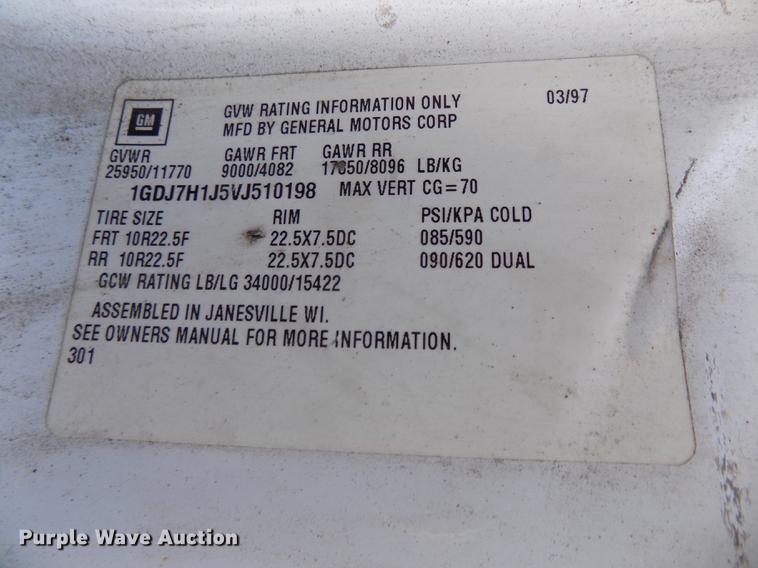 GM
GVW RATING INFORMATION ONLY 03/97
MFD BY GENERAL MOTORS CORP
GVWR GAWR FRT GAWR RR
25950/11770 9000/4082 17850/8096 LB/KG
1GDJ7H1J5VJ510198 MAX VERT CG=70
TIRE SIZE RIM PSI/KPA COLD
FRT 10R22.5F 22.5X7.5DC 085/590
RR 10R22.5F 22.5X7.5DC 090/620 DUAL
GCW RATING LB/LG 34000/15422
ASSEMBLED IN JANESVILLE WI.
SEE OWNERS MANUAL FOR MORE INFORMATION.
301
Purple Wave Auction